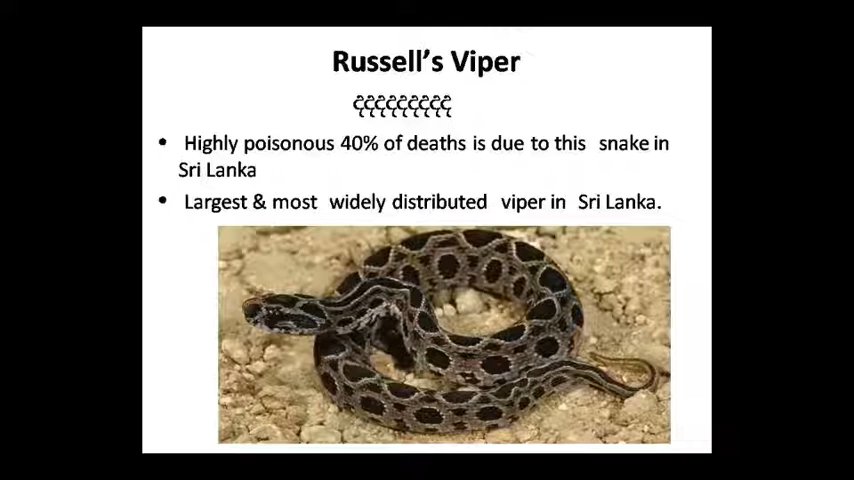 Russell's Viper
• Highly poisonous 40% of deaths is due to this snake in
Sri Lanka
• Largest & most widely distributed viper in Sri Lanka.